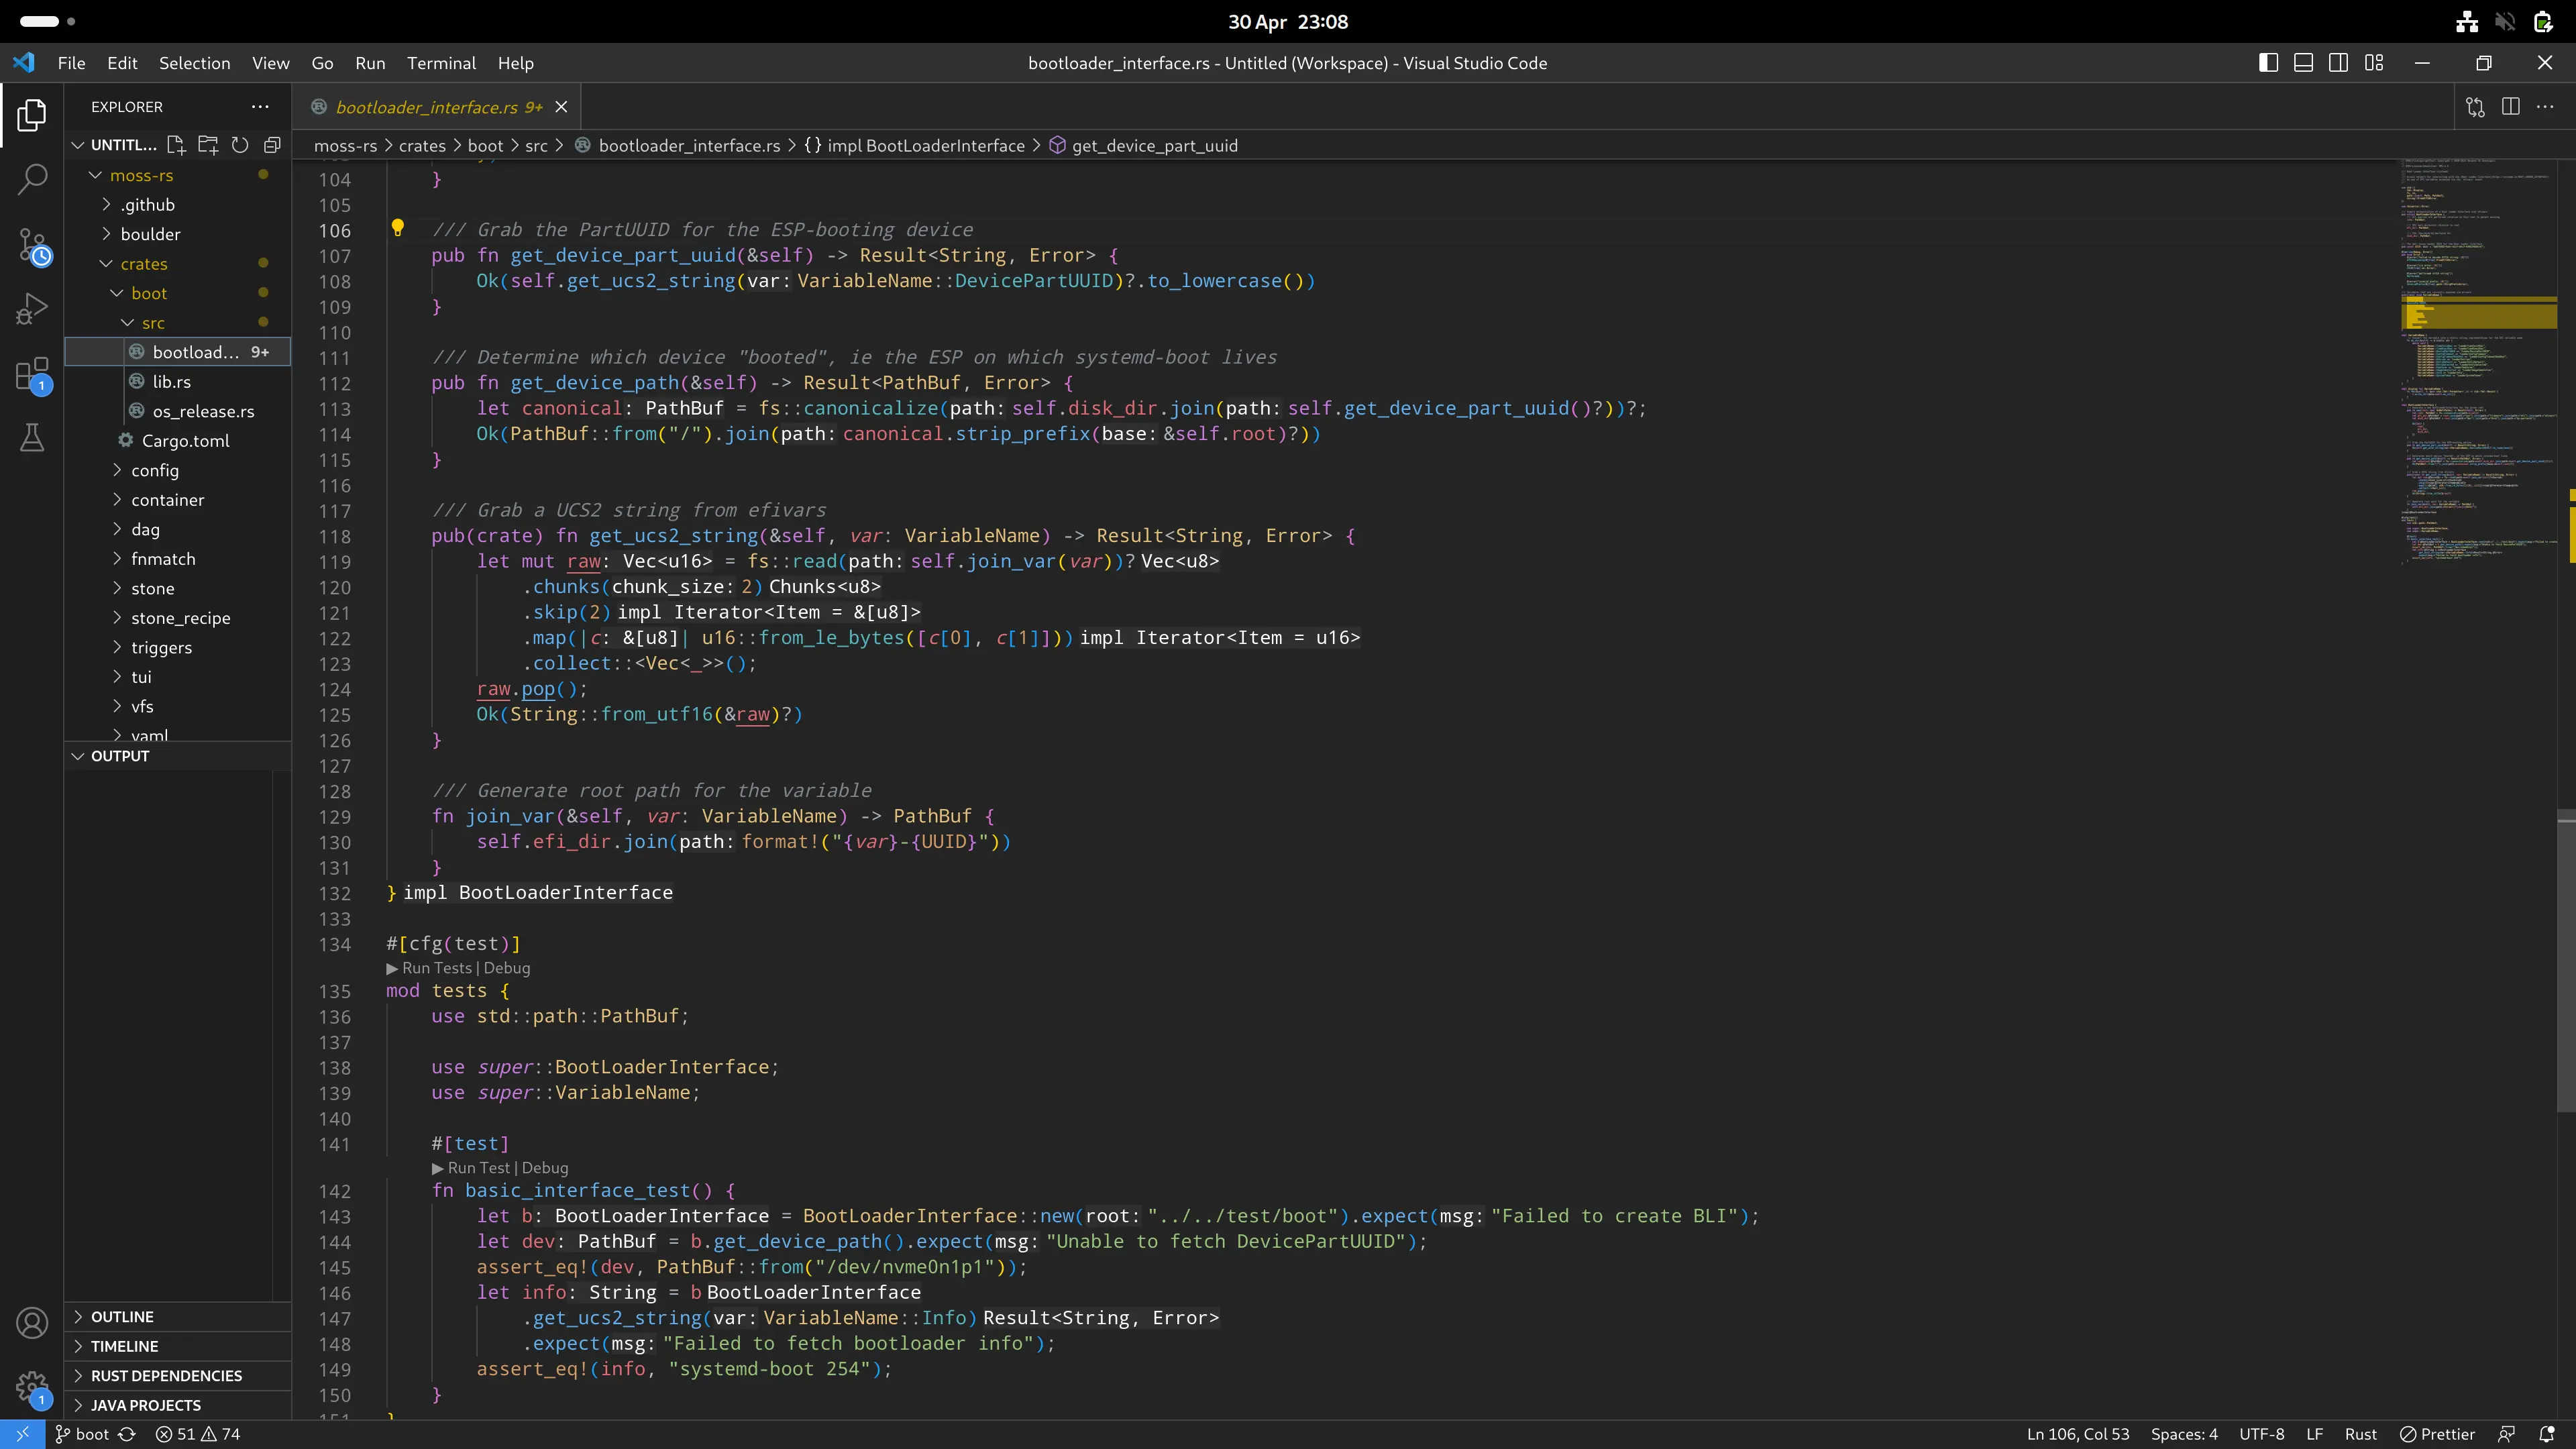 30 Apr 23:08
File Edit Selection View Go Run Terminal Help
bootloader_interface.rs - Untitled (Workspace) - Visual Studio Code
EXPLORER
bootloader_interface.rs 9+
UNTITL...
moss-rs
.github
boulder
crates
boot
src
bootload... 9+
lib.rs
os_release.rs
Cargo.toml
config
container
dag
fnmatch
stone
stone_recipe
triggers
tui
vfs
yaml
OUTPUT
OUTLINE
TIMELINE
RUST DEPENDENCIES
JAVA PROJECTS
1
1
moss-rs > crates > boot > src > bootloader_interface.rs > {} impl BootLoaderInterface > get_device_part_uuid
104 }
105
106 /// Grab the PartUUID for the ESP-booting device
107 pub fn get_device_part_uuid(&self) -> Result<String, Error> {
108 Ok(self.get_ucs2_string(var: VariableName::DevicePartUUID)?.to_lowercase())
109 }
110
111 /// Determine which device "booted", ie the ESP on which systemd-boot lives
112 pub fn get_device_path(&self) -> Result<PathBuf, Error> {
113 let canonical: PathBuf = fs::canonicalize(path: self.disk_dir.join(path: self.get_device_part_uuid()?))?;
114 Ok(PathBuf::from("/").join(path: canonical.strip_prefix(base: &self.root)?))
115 }
116
117 /// Grab a UCS2 string from efivars
118 pub(crate) fn get_ucs2_string(&self, var: VariableName) -> Result<String, Error> {
119 let mut raw: Vec<u16> = fs::read(path: self.join_var(var))? Vec<u8>
120 .chunks(chunk_size: 2) Chunks<u8>
121 .skip(2) impl Iterator<Item = &[u8]>
122 .map(|c: &[u8]| u16::from_le_bytes([c[0], c[1]])) impl Iterator<Item = u16>
123 .collect::<Vec<_>>();
124 raw.pop();
125 Ok(String::from_utf16(&raw)?)
126 }
127
128 /// Generate root path for the variable
129 fn join_var(&self, var: VariableName) -> PathBuf {
130 self.efi_dir.join(path: format!("{var}-{UUID}"))
131 }
132 } impl BootLoaderInterface
133
134 #[cfg(test)]
▶ Run Tests | Debug
135 mod tests {
136 use std::path::PathBuf;
137
138 use super::BootLoaderInterface;
139 use super::VariableName;
140
141 #[test]
▶ Run Test | Debug
142 fn basic_interface_test() {
143 let b: BootLoaderInterface = BootLoaderInterface::new(root: "../../test/boot").expect(msg: "Failed to create BLI");
144 let dev: PathBuf = b.get_device_path().expect(msg: "Unable to fetch DevicePartUUID");
145 assert_eq!(dev, PathBuf::from("/dev/nvme0n1p1"));
146 let info: String = b BootLoaderInterface
147 .get_ucs2_string(var: VariableName::Info) Result<String, Error>
148 .expect(msg: "Failed to fetch bootloader info");
149 assert_eq!(info, "systemd-boot 254");
150 }
151 }
boot 51 74
Ln 106, Col 53 Spaces: 4 UTF-8 LF Rust Prettier